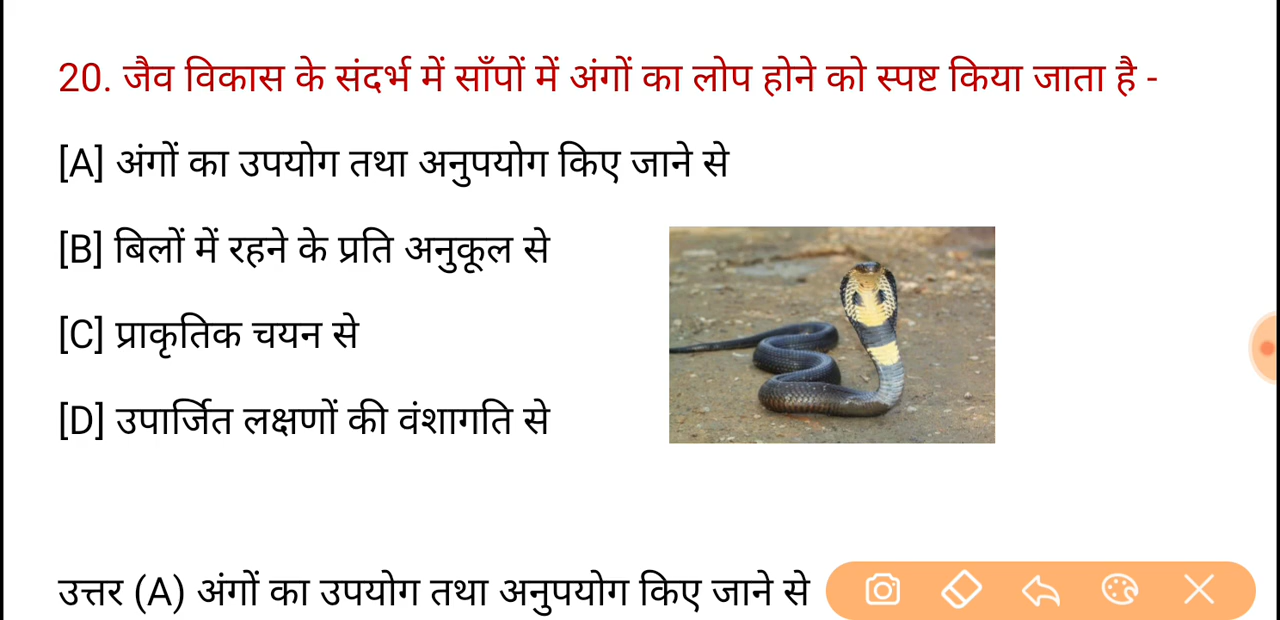 20. जैव विकास के संदर्भ में साँपों में अंगों का लोप होने को स्पष्ट किया जाता है -
[A] अंगों का उपयोग तथा अनुपयोग किए जाने से
[B] बिलों में रहने के प्रति अनुकूल से
[C] प्राकृतिक चयन से
[D] उपार्जित लक्षणों की वंशागति से
उत्तर (A) अंगों का उपयोग तथा अनुपयोग किए जाने से